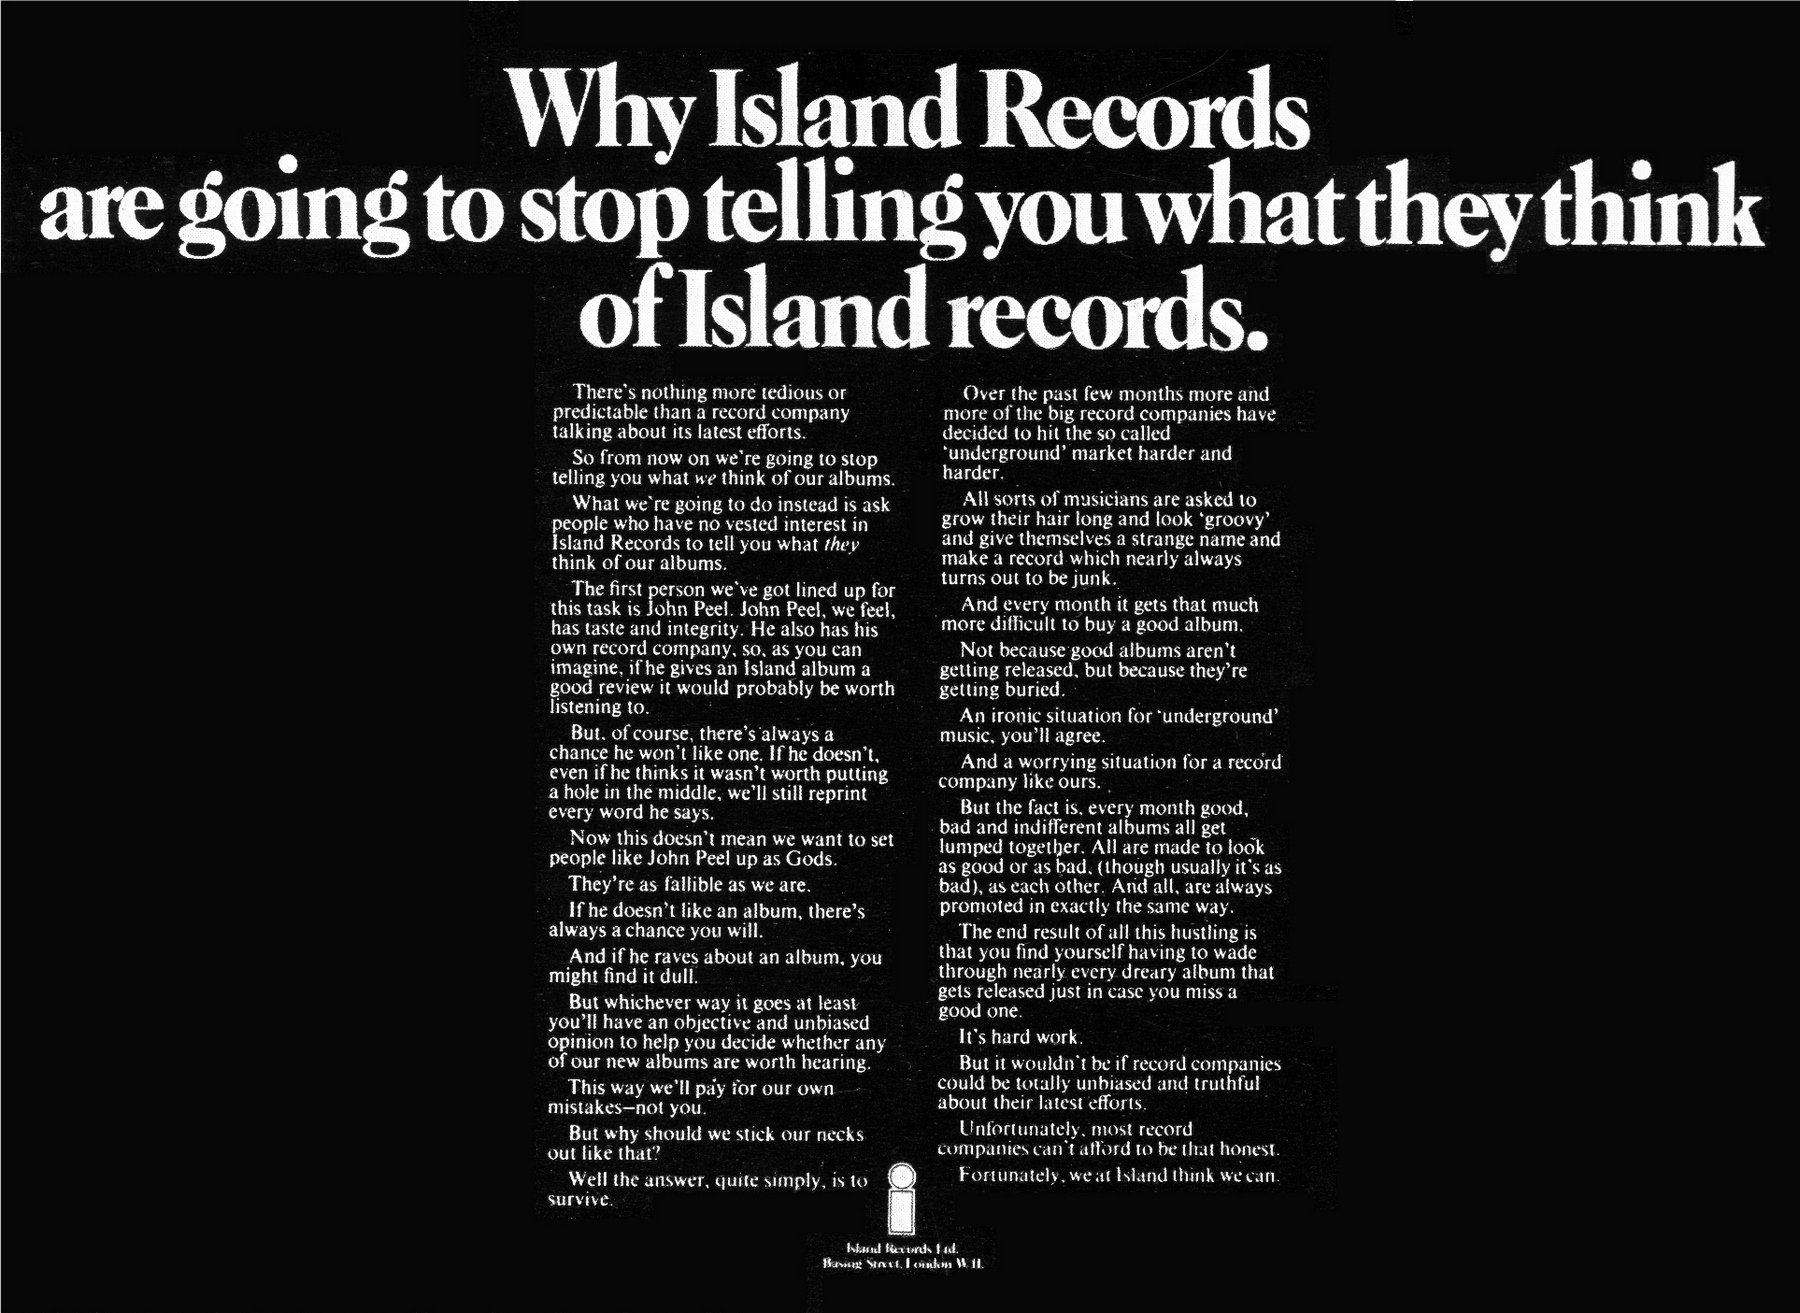 Why Island Records
are going to stop telling you what they think
of Island records.
There's nothing more tedious or
predictable than a record company
talking about its latest efforts.
So from now on we're going to stop
telling you what we think of our albums.
What we're going to do instead is ask
people who have no vested interest in
Island Records to tell you what they
think of our albums.
The first person we've got lined up for
this task is John Peel. John Peel, we feel,
has taste and integrity. He also has his
own record company, so, as you can
imagine, if he gives an Island album a
good review it would probably be worth
listening to.
But, of course, there's always a
chance he won't like one. If he doesn't,
even if he thinks it wasn't worth putting
a hole in the middle, we'll still reprint
every word he says.
Now this doesn't mean we want to set
people like John Peel up as Gods.
They're as fallible as we are.
If he doesn't like an album, there's
always a chance you will.
And if he raves about an album, you
might find it dull.
But whichever way it goes at least
you'll have an objective and unbiased
opinion to help you decide whether any
of our new albums are worth hearing.
This way we'll pay for our own
mistakes—not you.
But why should we stick our necks
out like that?
Well the answer, quite simply, is to
survive.
Over the past few months more and
more of the big record companies have
decided to hit the so called
'underground' market harder and
harder.
All sorts of musicians are asked to
grow their hair long and look 'groovy'
and give themselves a strange name and
make a record which nearly always
turns out to be junk.
And every month it gets that much
more difficult to buy a good album.
Not because good albums aren't
getting released, but because they're
getting buried.
An ironic situation for 'underground'
music, you'll agree.
And a worrying situation for a record
company like ours.
But the fact is, every month good,
bad and indifferent albums all get
lumped together. All are made to look
as good or as bad, (though usually it's as
bad), as each other. And all, are always
promoted in exactly the same way.
The end result of all this hustling is
that you find yourself having to wade
through nearly every dreary album that
gets released just in case you miss a
good one.
It's hard work.
But it wouldn't be if record companies
could be totally unbiased and truthful
about their latest efforts.
Unfortunately, most record
companies can't afford to be that honest.
Fortunately, we at Island think we can.
Island Records Ltd.
Basing Street, London W.11.